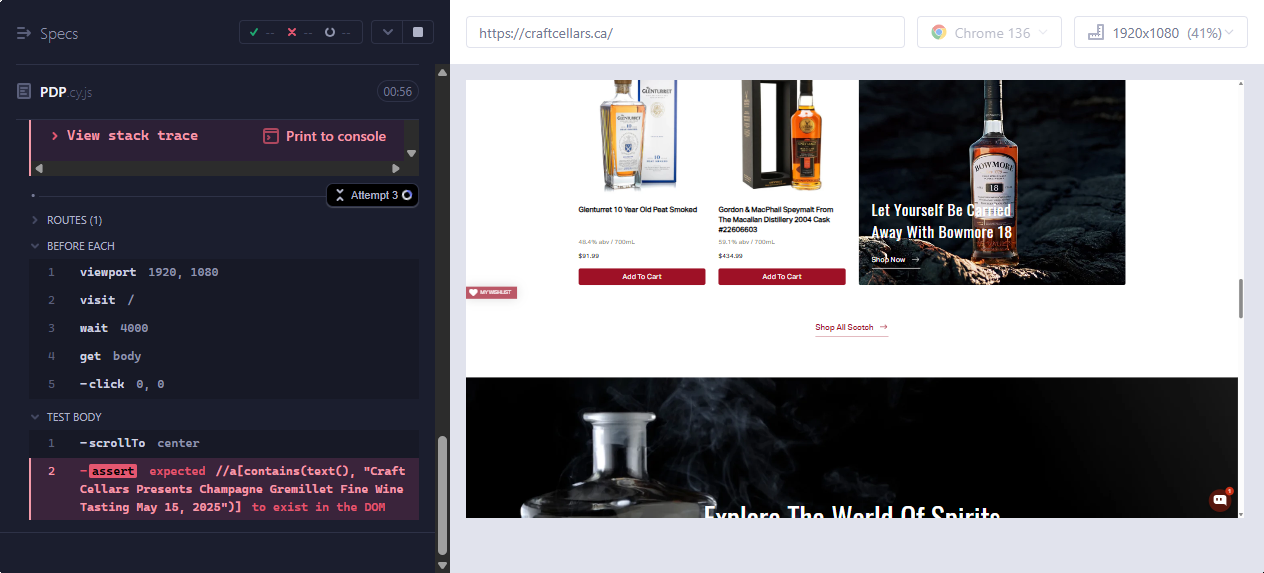 Specs
--
--
--
PDP.cy.js
00:56
View stack trace
Print to console
Attempt 3
ROUTES (1)
BEFORE EACH
1 viewport 1920, 1080
2 visit /
3 wait 4000
4 get body
5 -click 0, 0
TEST BODY
1 -scrollTo center
2 -assert expected //a[contains(text(), "Craft
Cellars Presents Champagne Gremillet Fine Wine
Tasting May 15, 2025")] to exist in the DOM
https://craftcellars.ca/
Chrome 136
1920x1080 (41%)
GLENTURRET
10
BOWMORE
18
Glenturret 10 Year Old Peat Smoked
48.4% abv / 700mL
$91.99
Add To Cart
Gordon & MacPhail Speymalt From
The Macallan Distillery 2004 Cask
#22606603
59.1% abv / 700mL
$434.99
Add To Cart
Let Yourself Be Carried
Away With Bowmore 18
Shop Now
MY WISHLIST
Shop All Scotch
Explore The World Of Spirits